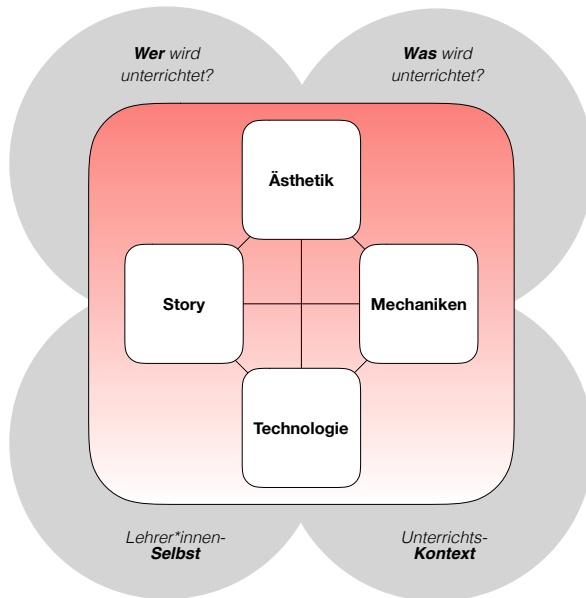 Wer wird
unterrichtet?
Was wird
unterrichtet?
Ästhetik
Story
Mechaniken
Technologie
Lehrer*innen-
Selbst
Unterrichts-
Kontext